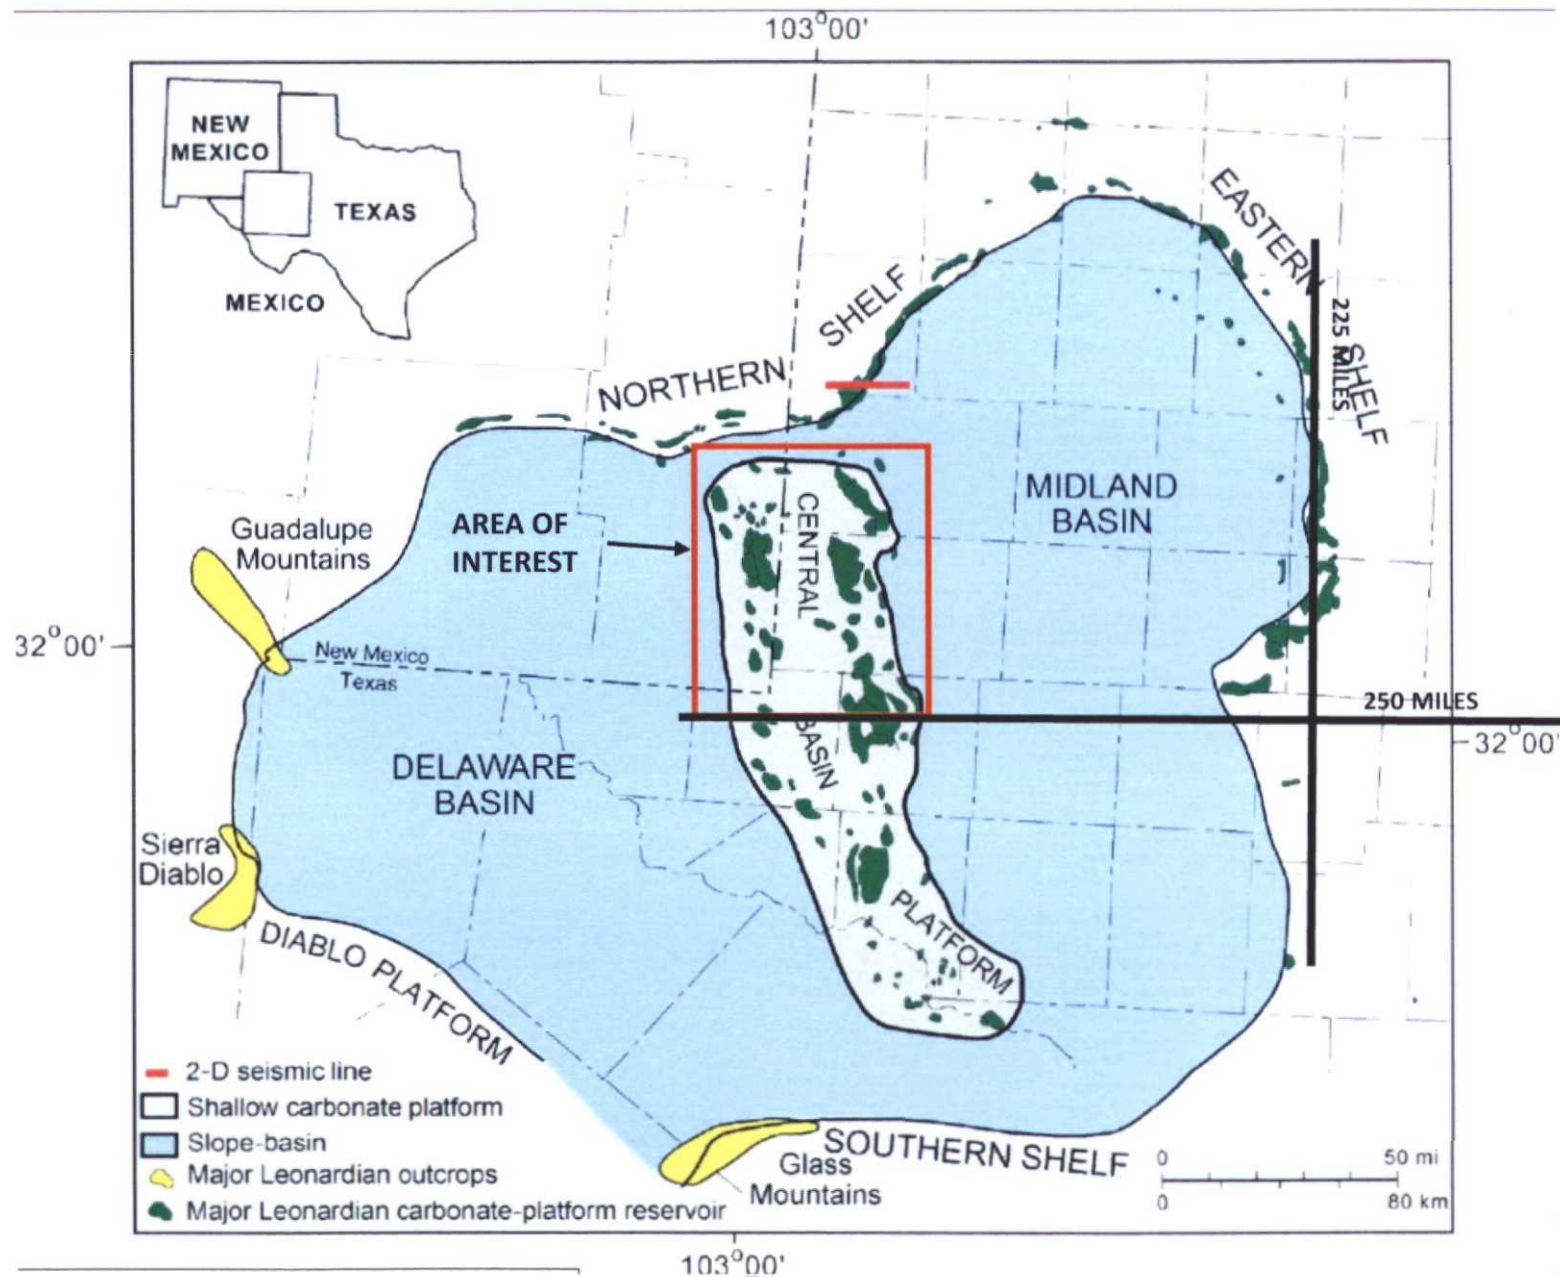 103°00'
NEW
MEXICO
TEXAS
MEXICO
EASTERN
SHELF
225 MILES
NORTHERN
SHELF
MIDLAND
BASIN
AREA OF
INTEREST
CENTRAL
BASIN
PLATFORM
Guadalupe
Mountains
32°00'
New Mexico
Texas
250 MILES
32°00'
DELAWARE
BASIN
Sierra
Diablo
DIABLO PLATFORM
2-D seismic line
Shallow carbonate platform
Slope-basin
Major Leonardian outcrops
Major Leonardian carbonate-platform reservoir
SOUTHERN SHELF
Glass
Mountains
0 50 mi
0 80 km
103°00'